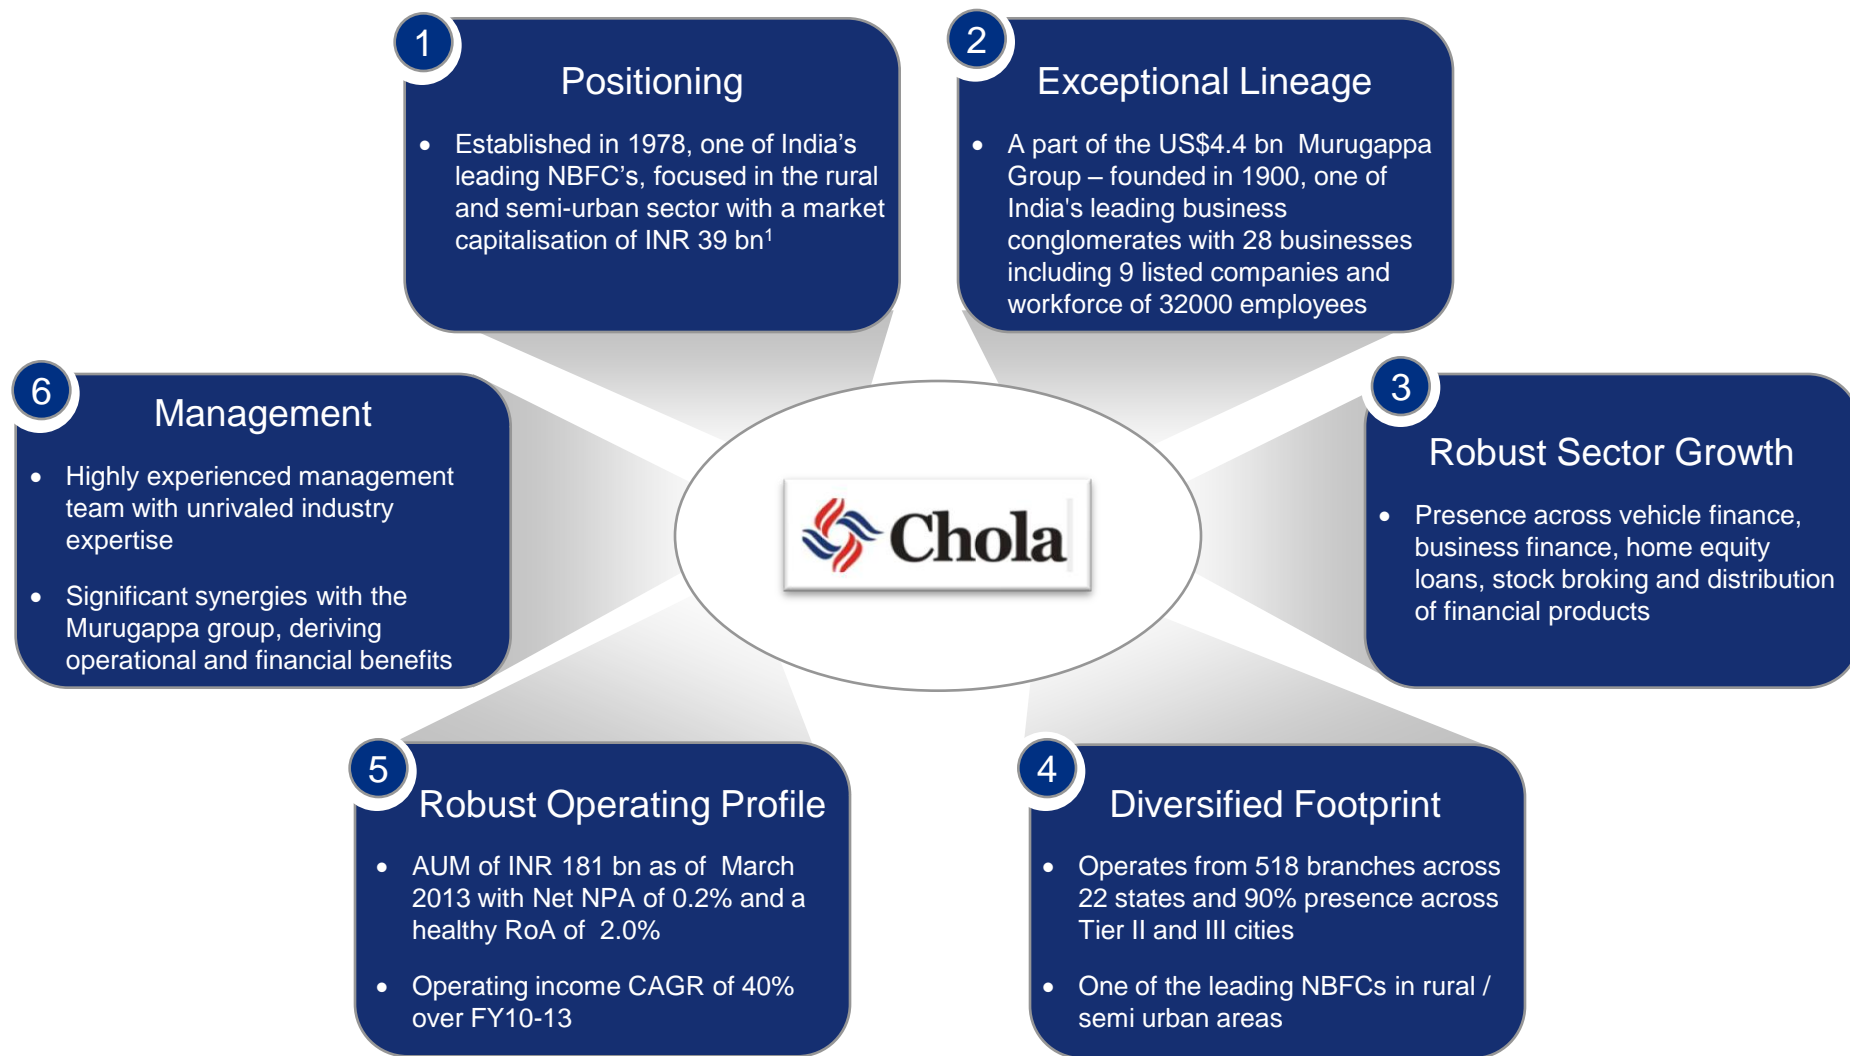 1
Positioning
• Established in 1978, one of India's
leading NBFC's, focused in the rural
and semi-urban sector with a market
capitalisation of INR 39 bn¹
2
Exceptional Lineage
• A part of the US$4.4 bn  Murugappa
Group – founded in 1900, one of
India's leading business
conglomerates with 28 businesses
including 9 listed companies and
workforce of 32000 employees
3
Robust Sector Growth
• Presence across vehicle finance,
business finance, home equity
loans, stock broking and distribution
of financial products
4
Diversified Footprint
• Operates from 518 branches across
22 states and 90% presence across
Tier II and III cities
• One of the leading NBFCs in rural /
semi urban areas
5
Robust Operating Profile
• AUM of INR 181 bn as of  March
2013 with Net NPA of 0.2% and a
healthy RoA of  2.0%
• Operating income CAGR of 40%
over FY10-13
6
Management
• Highly experienced management
team with unrivaled industry
expertise
• Significant synergies with the
Murugappa group, deriving
operational and financial benefits
Chola